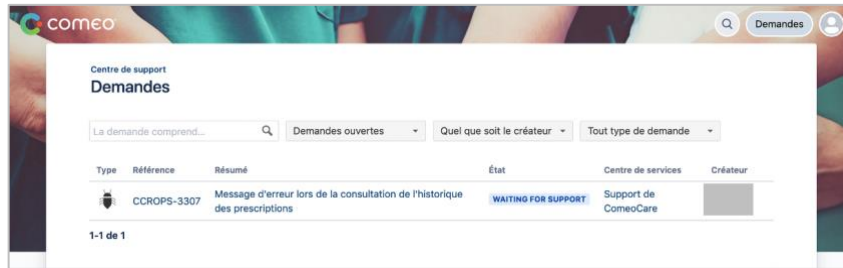 comeo
Demandes
Centre de support
Demandes
La demande comprend...
Demandes ouvertes
Quel que soit le créateur
Tout type de demande
Type Référence Résumé État Centre de services Créateur
CCROPS-3307 Message d'erreur lors de la consultation de l'historique WAITING FOR SUPPORT Support de
des prescriptions ComeoCare
1-1 de 1